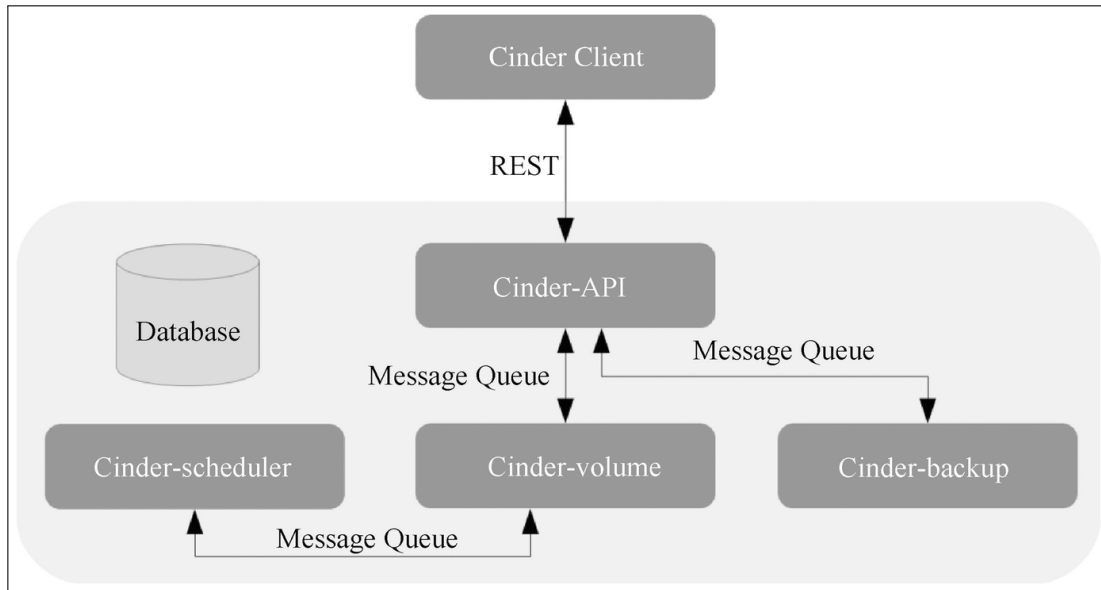 Cinder Client
REST
Cinder-API
Database
Message Queue
Message Queue
Cinder-scheduler
Cinder-volume
Cinder-backup
Message Queue